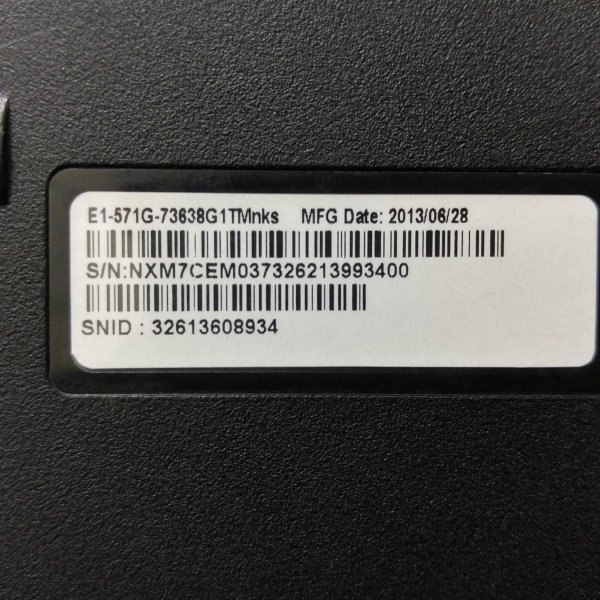 E1-571G-73638G1TMnks MFG Date: 2013/06/28
S/N:NXM7CEM037326213993400
SNID : 32613608934